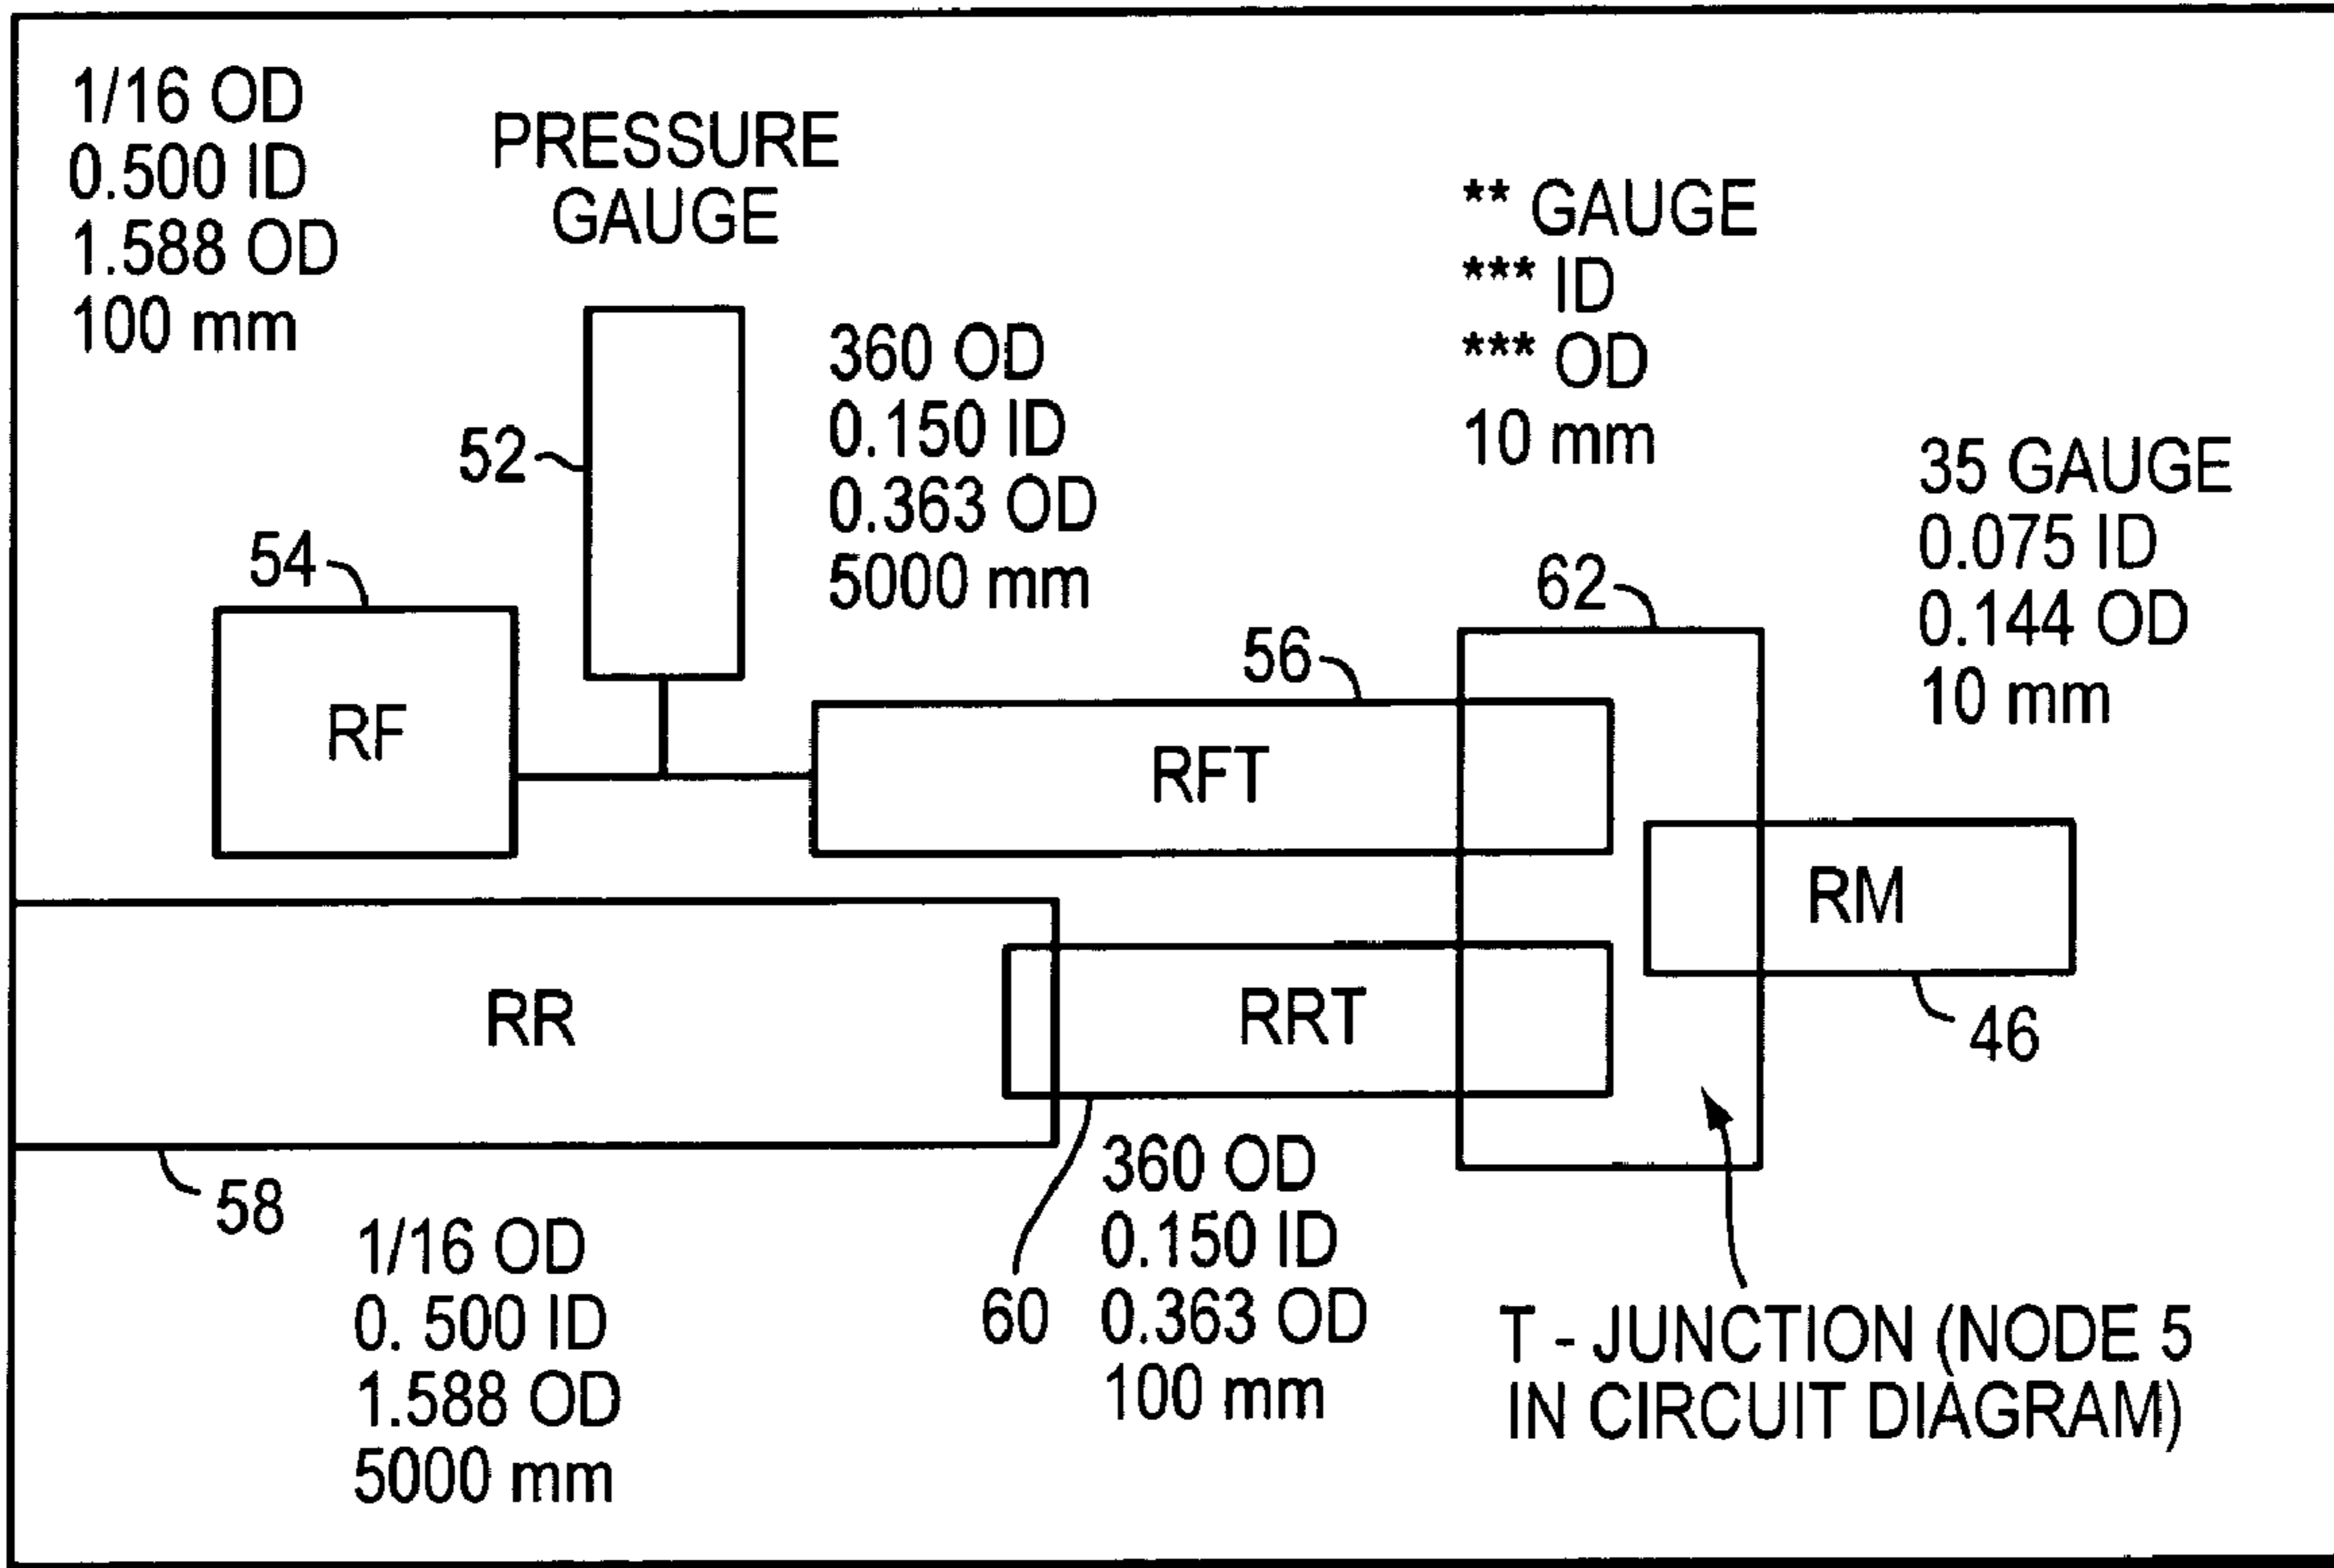 1/16 OD
0.500 ID
1.588 OD
100 mm
PRESSURE
GAUGE
52
360 OD
0.150 ID
0.363 OD
5000 mm
** GAUGE
*** ID
*** OD
10 mm
35 GAUGE
0.075 ID
0.144 OD
10 mm
54
RF
56
RFT
62
RM
46
RR
RRT
58
1/16 OD
0. 500 ID
1.588 OD
5000 mm
60
360 OD
0.150 ID
0.363 OD
100 mm
T - JUNCTION (NODE 5
IN CIRCUIT DIAGRAM)